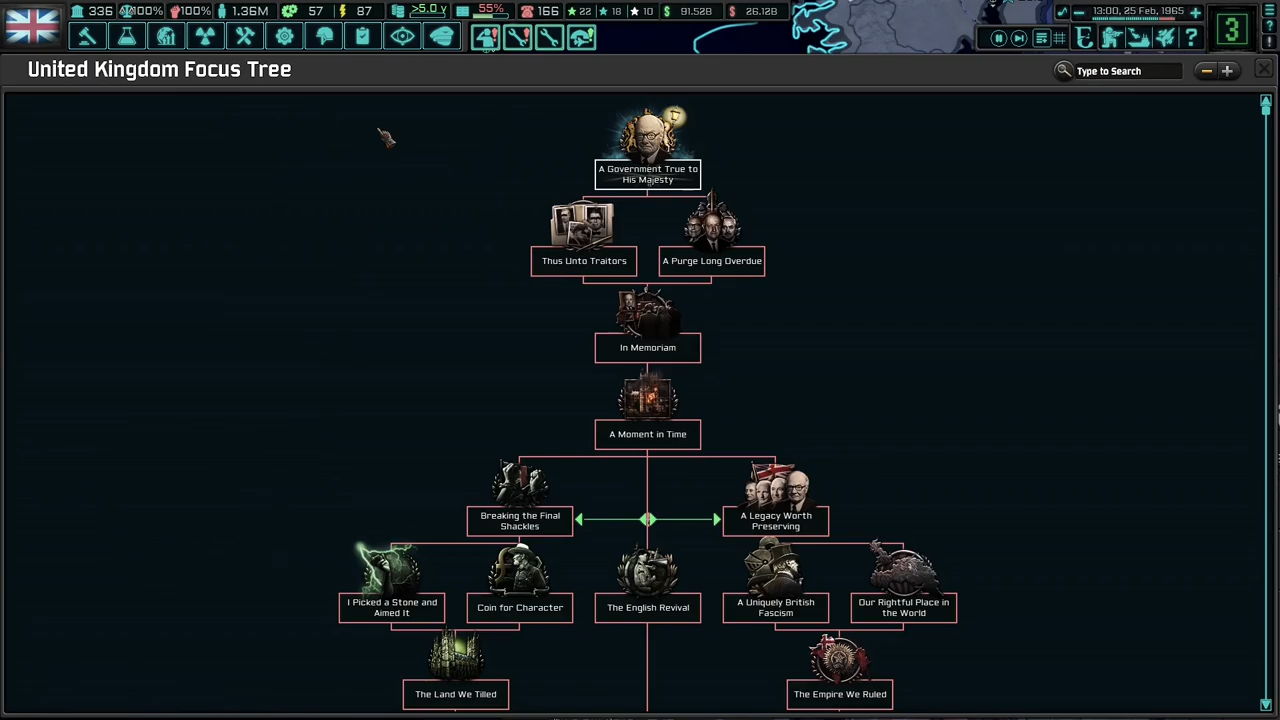 336 100% 100% 1.36M 57 87 >5.0 y 55% 166 22 18 10 $ 91.52B $ 26.12B 13:00, 25 Feb, 1965 3
United Kingdom Focus Tree
Type to Search
A Government True to
His Majesty
Thus Unto Traitors
A Purge Long Overdue
In Memoriam
A Moment in Time
Breaking the Final
Shackles
A Legacy Worth
Preserving
I Picked a Stone and
Aimed It
Coin for Character
The English Revival
A Uniquely British
Fascism
Our Rightful Place in
the World
The Land We Tilled
The Empire We Ruled